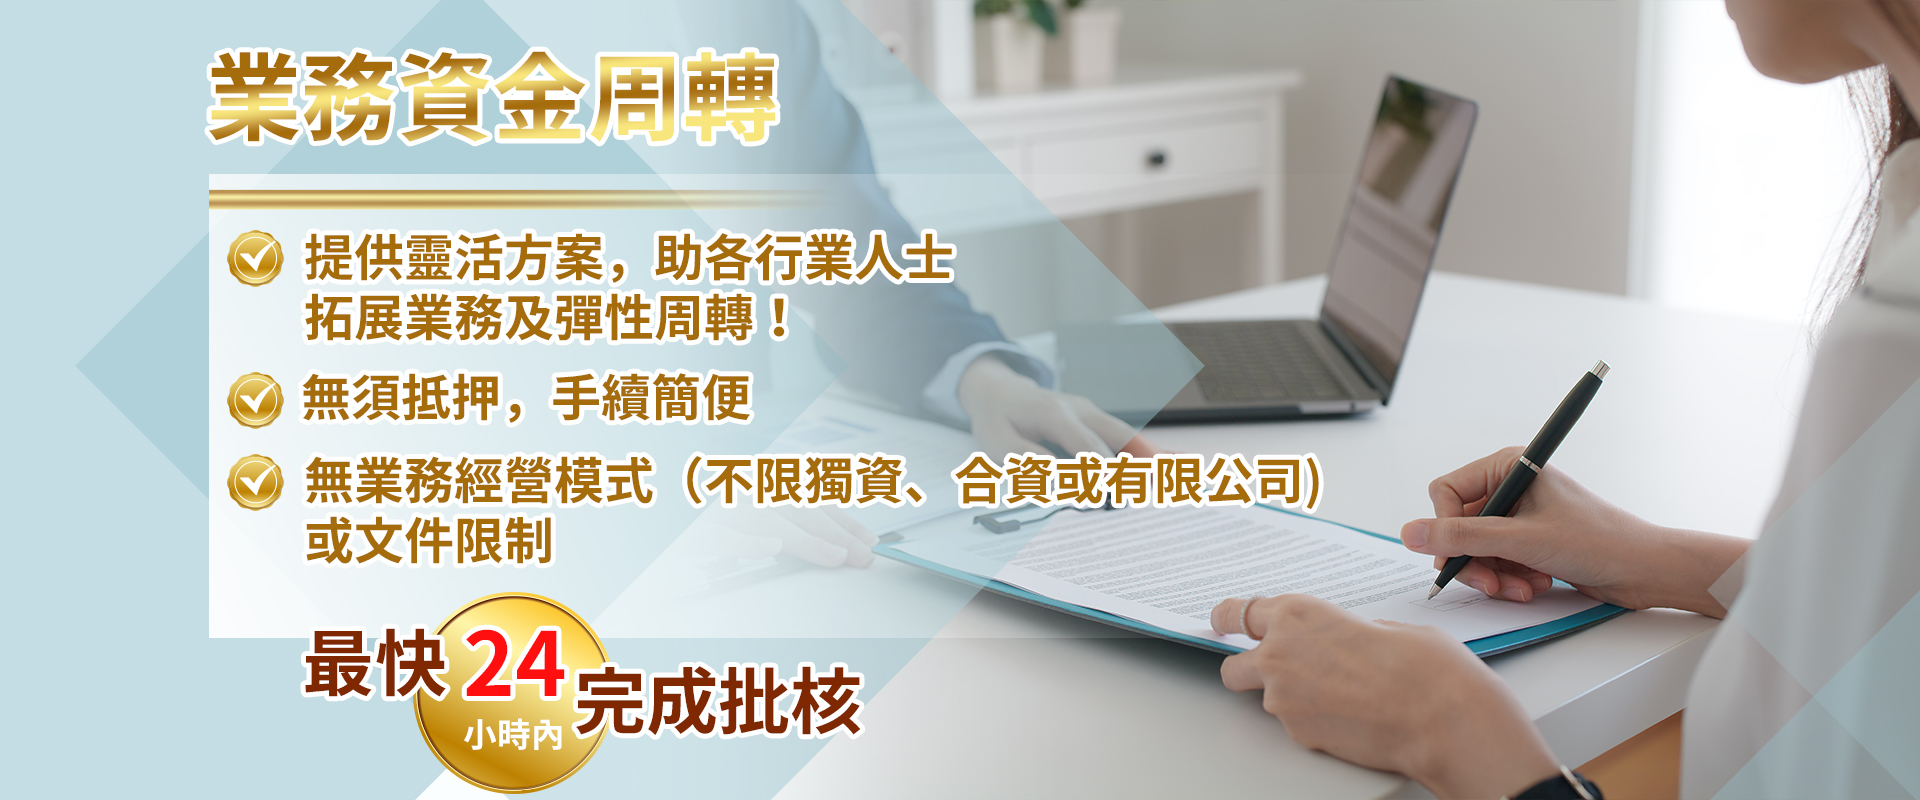 業務資金周轉
提供靈活方案，助各行業人士
拓展業務及彈性周轉！
無須抵押，手續簡便
無業務經營模式（不限獨資、合資或有限公司)
或文件限制
最快24小時內完成批核